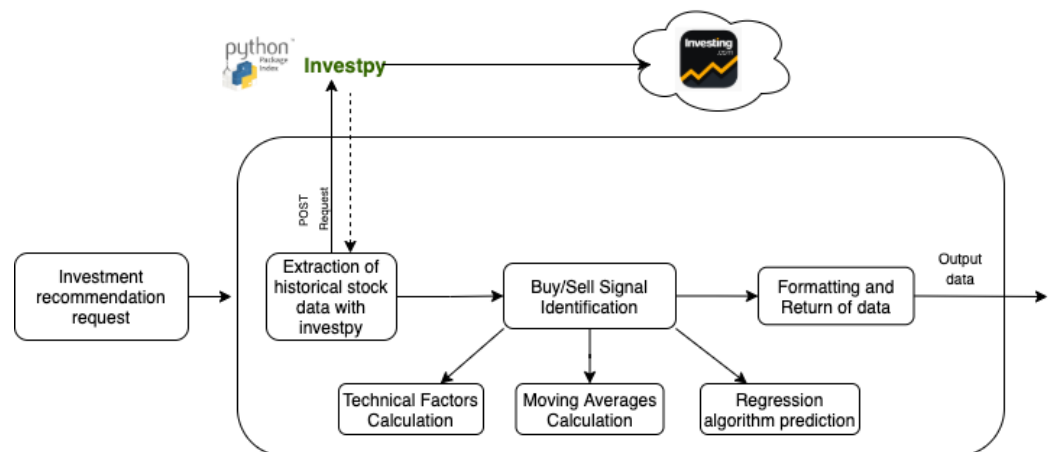 python™
Package
Index
Investpy
Investing
.com
POST
Request
Investment
recommendation
request
Extraction of
historical stock
data with
investpy
Buy/Sell Signal
Identification
Formatting and
Return of data
Output
data
Technical Factors
Calculation
Moving Averages
Calculation
Regression
algorithm prediction